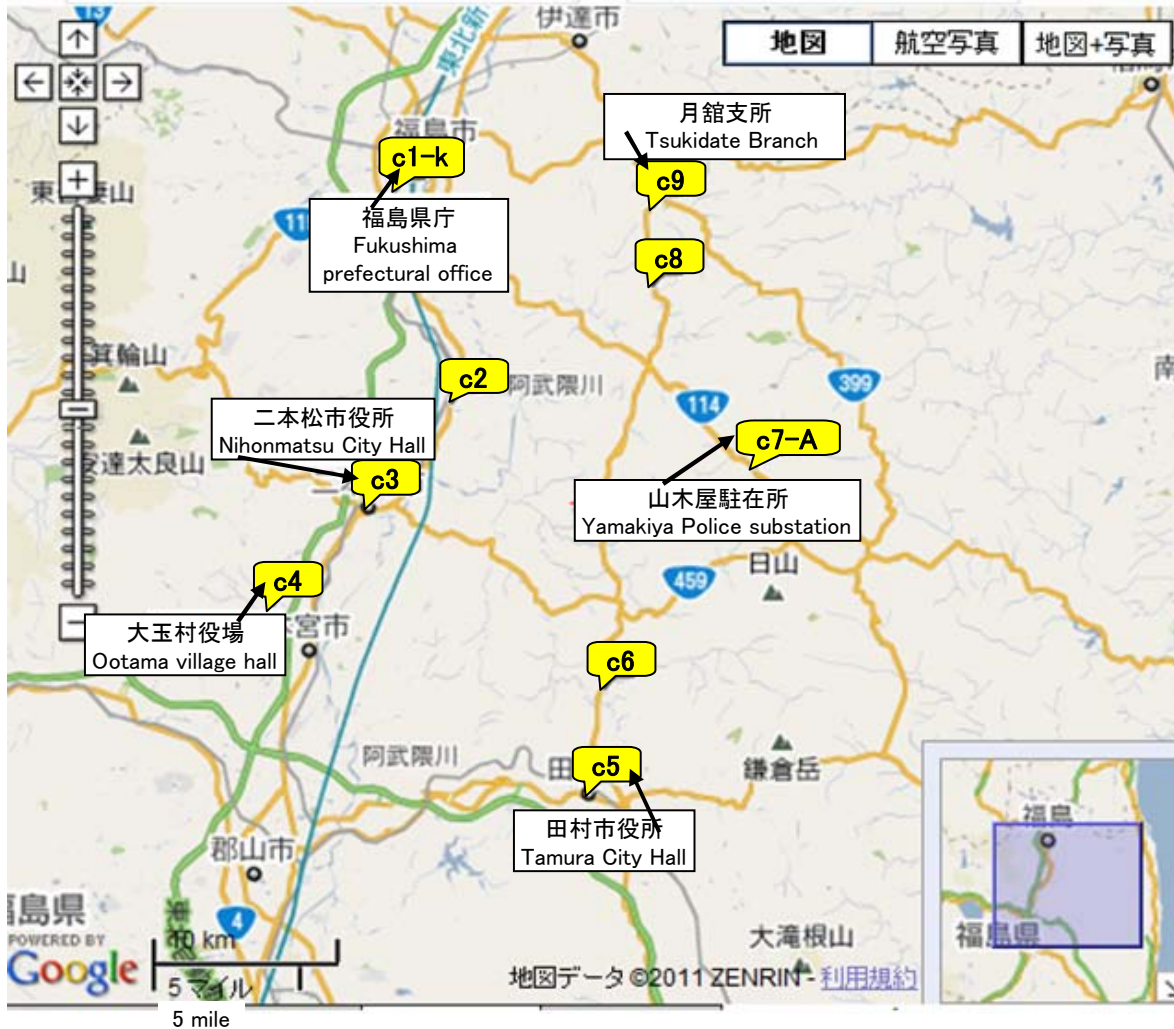 13
伊達市
東北新
地図
航空写真
地図+写真
福島市
月舘支所
Tsukidate Branch
c1-k
c9
福島県庁
Fukushima
prefectural office
c8
箕輪山
c2
阿武隈川
399
114
二本松市役所
Nihonmatsu City Hall
c7-A
安達太良山
c3
山木屋駐在所
Yamakiya Police substation
日山
459
c4
大玉村役場
Ootama village hall
本宮市
c6
阿武隈川
田
c5
鎌倉岳
田村市役所
Tamura City Hall
福島
郡山市
福島県
4
POWERED BY
Google
10 km
5 マイル
5 mile
大滝根山
福島県
地図データ ©2011 ZENRIN - 利用規約